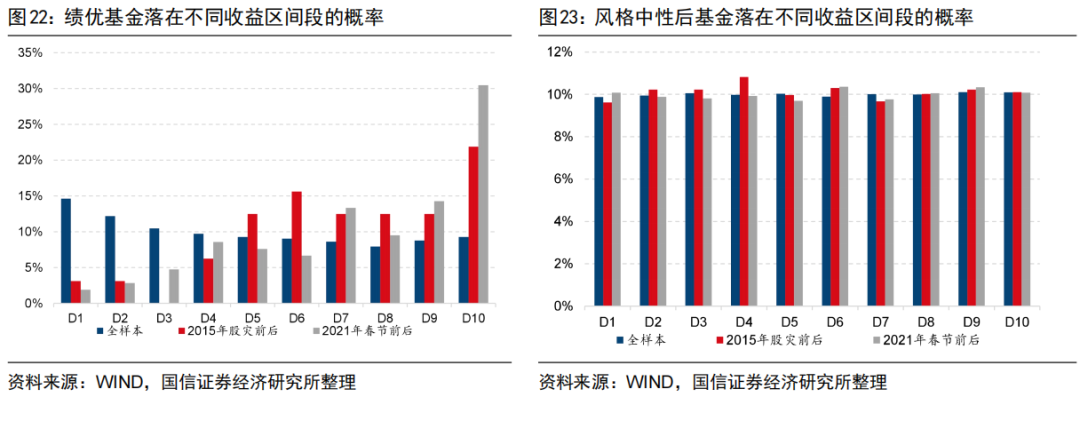 图22：绩优基金落在不同收益区间段的概率
35%
30%
25%
20%
15%
10%
5%
0%
D1 D2 D3 D4 D5 D6 D7 D8 D9 D10
全样本 2015年股灾前后 2021年春节前后
资料来源：WIND，国信证券经济研究所整理
图23：风格中性后基金落在不同收益区间段的概率
12%
10%
8%
6%
4%
2%
0%
D1 D2 D3 D4 D5 D6 D7 D8 D9 D10
全样本 2015年股灾前后 2021年春节前后
资料来源：WIND，国信证券经济研究所整理